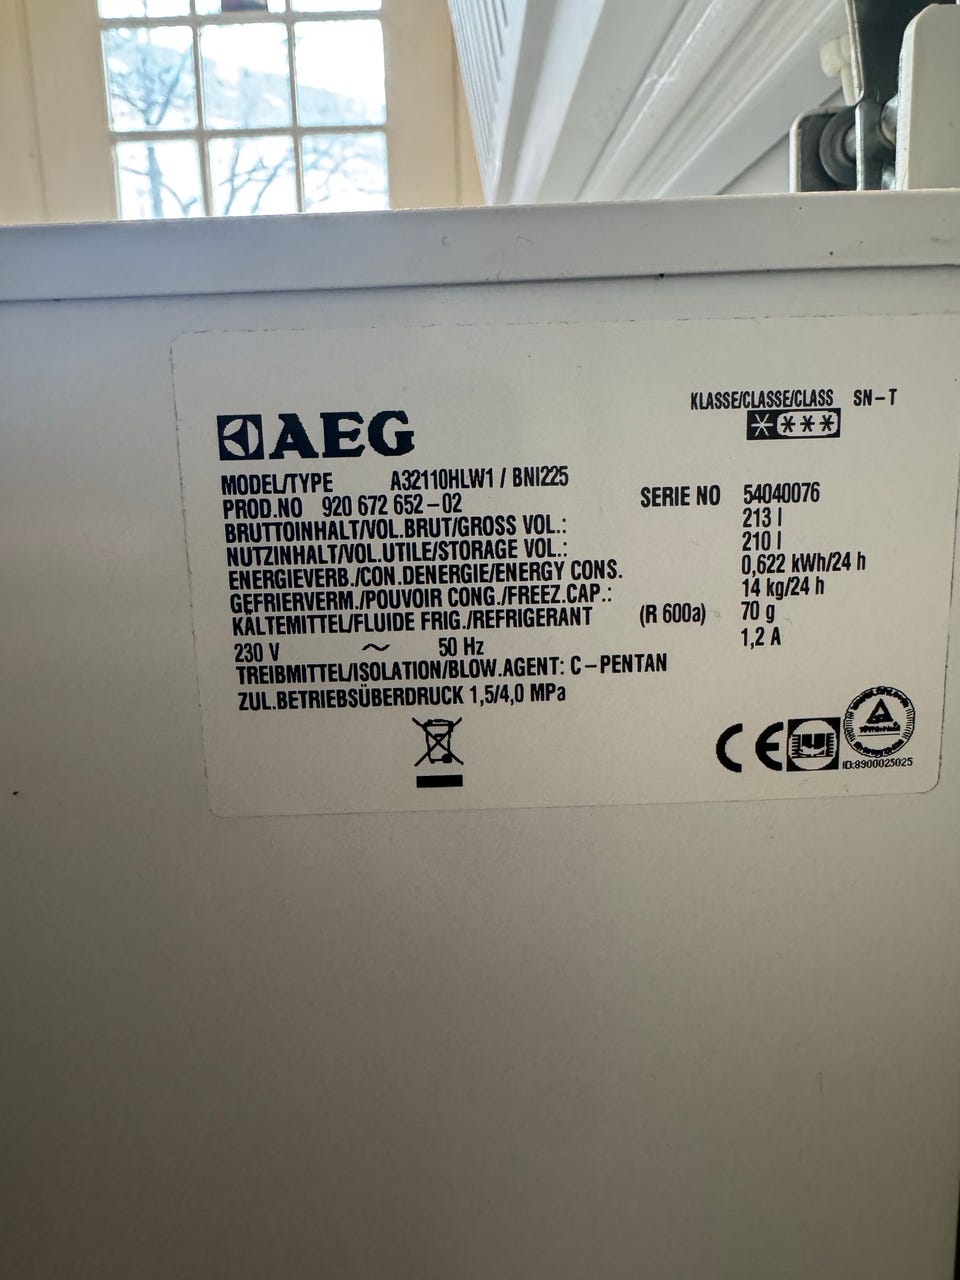 KLASSE/CLASSE/CLASS SN-T
AEG
MODEL/TYPE A32110HLW1 / BNI225
PROD.NO 920 672 652-02
SERIE NO 54040076
BRUTTOINHALT/VOL.BRUT/GROSS VOL.: 213 l
NUTZINHALT/VOL.UTILE/STORAGE VOL.: 210 l
ENERGIEVERB./CON.DENERGIE/ENERGY CONS. 0,622 kWh/24 h
GEFRIERVERM./POUVOIR CONG./FREEZ.CAP.: 14 kg/24 h
KÄLTEMITTEL/FLUIDE FRIG./REFRIGERANT (R 600a) 70 g
230 V ~ 50 Hz 1,2 A
TREIBMITTEL/ISOLATION/BLOW.AGENT: C-PENTAN
ZUL.BETRIEBSÜBERDRUCK 1,5/4,0 MPa
CE
ID:8900025025